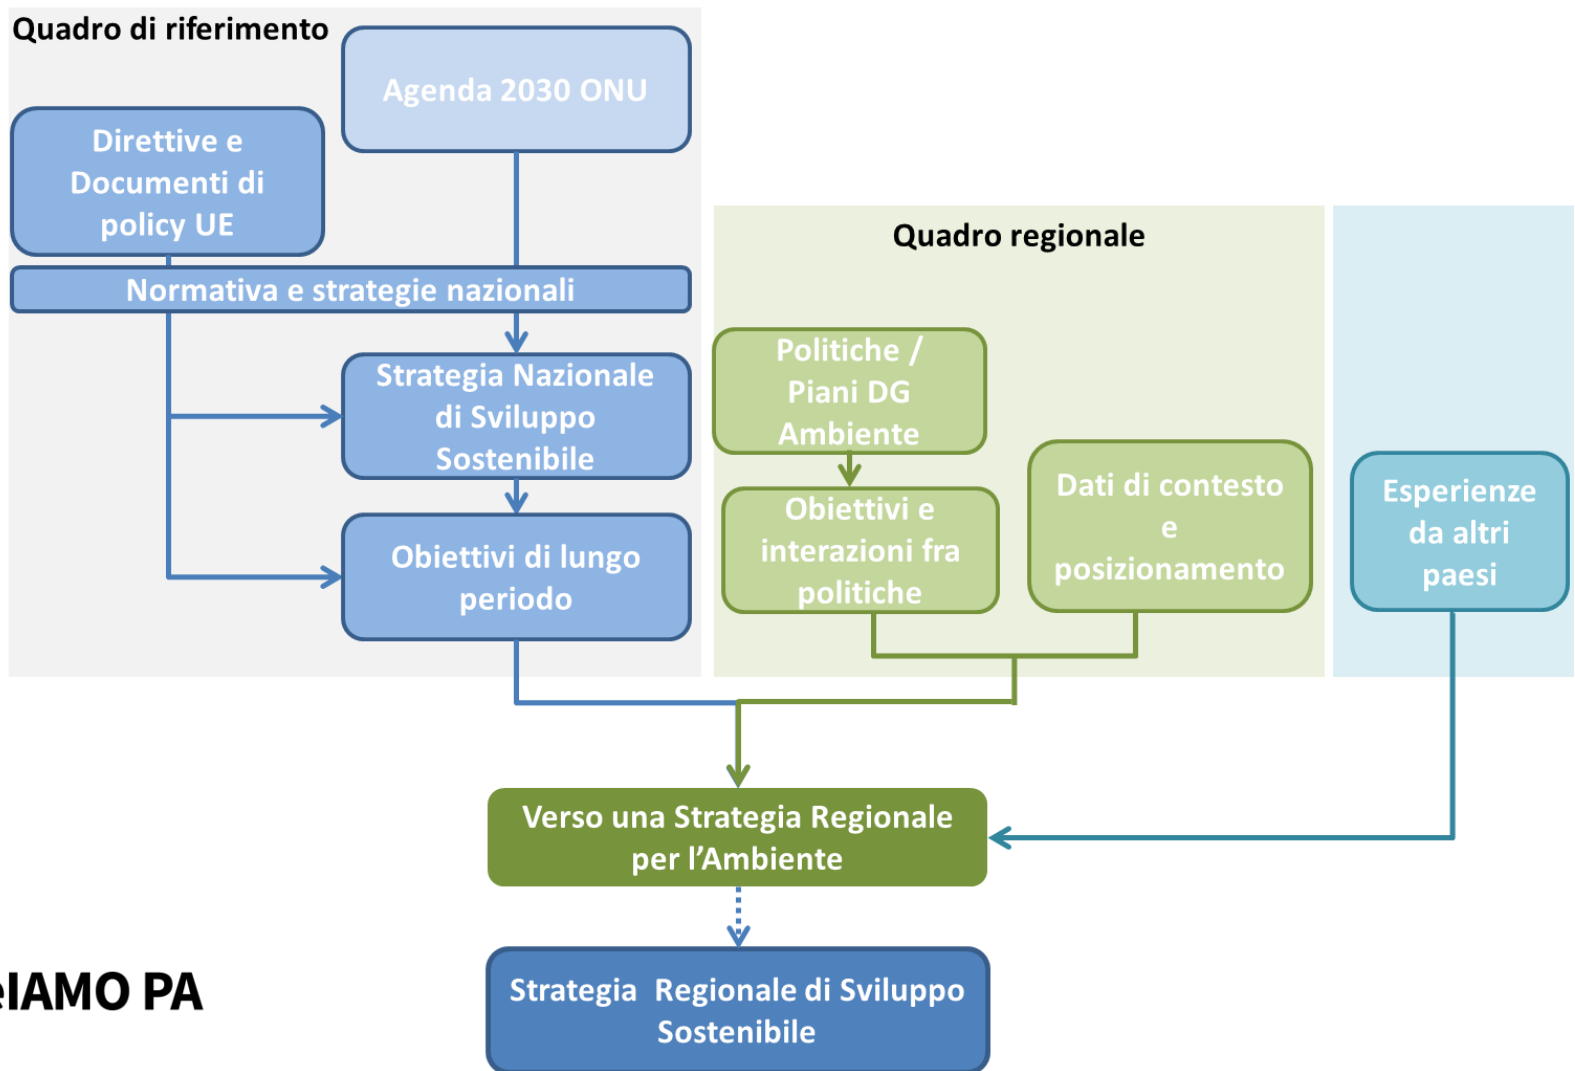 Quadro di riferimento
Agenda 2030 ONU
Direttive e
Documenti di
policy UE
Normativa e strategie nazionali
Strategia Nazionale
di Sviluppo
Sostenibile
Obiettivi di lungo
periodo
Quadro regionale
Politiche /
Piani DG
Ambiente
Obiettivi e
interazioni fra
politiche
Dati di contesto
e
posizionamento
Esperienze
da altri
paesi
Verso una Strategia Regionale
per l’Ambiente
Strategia Regionale di Sviluppo
Sostenibile
eIAMO PA